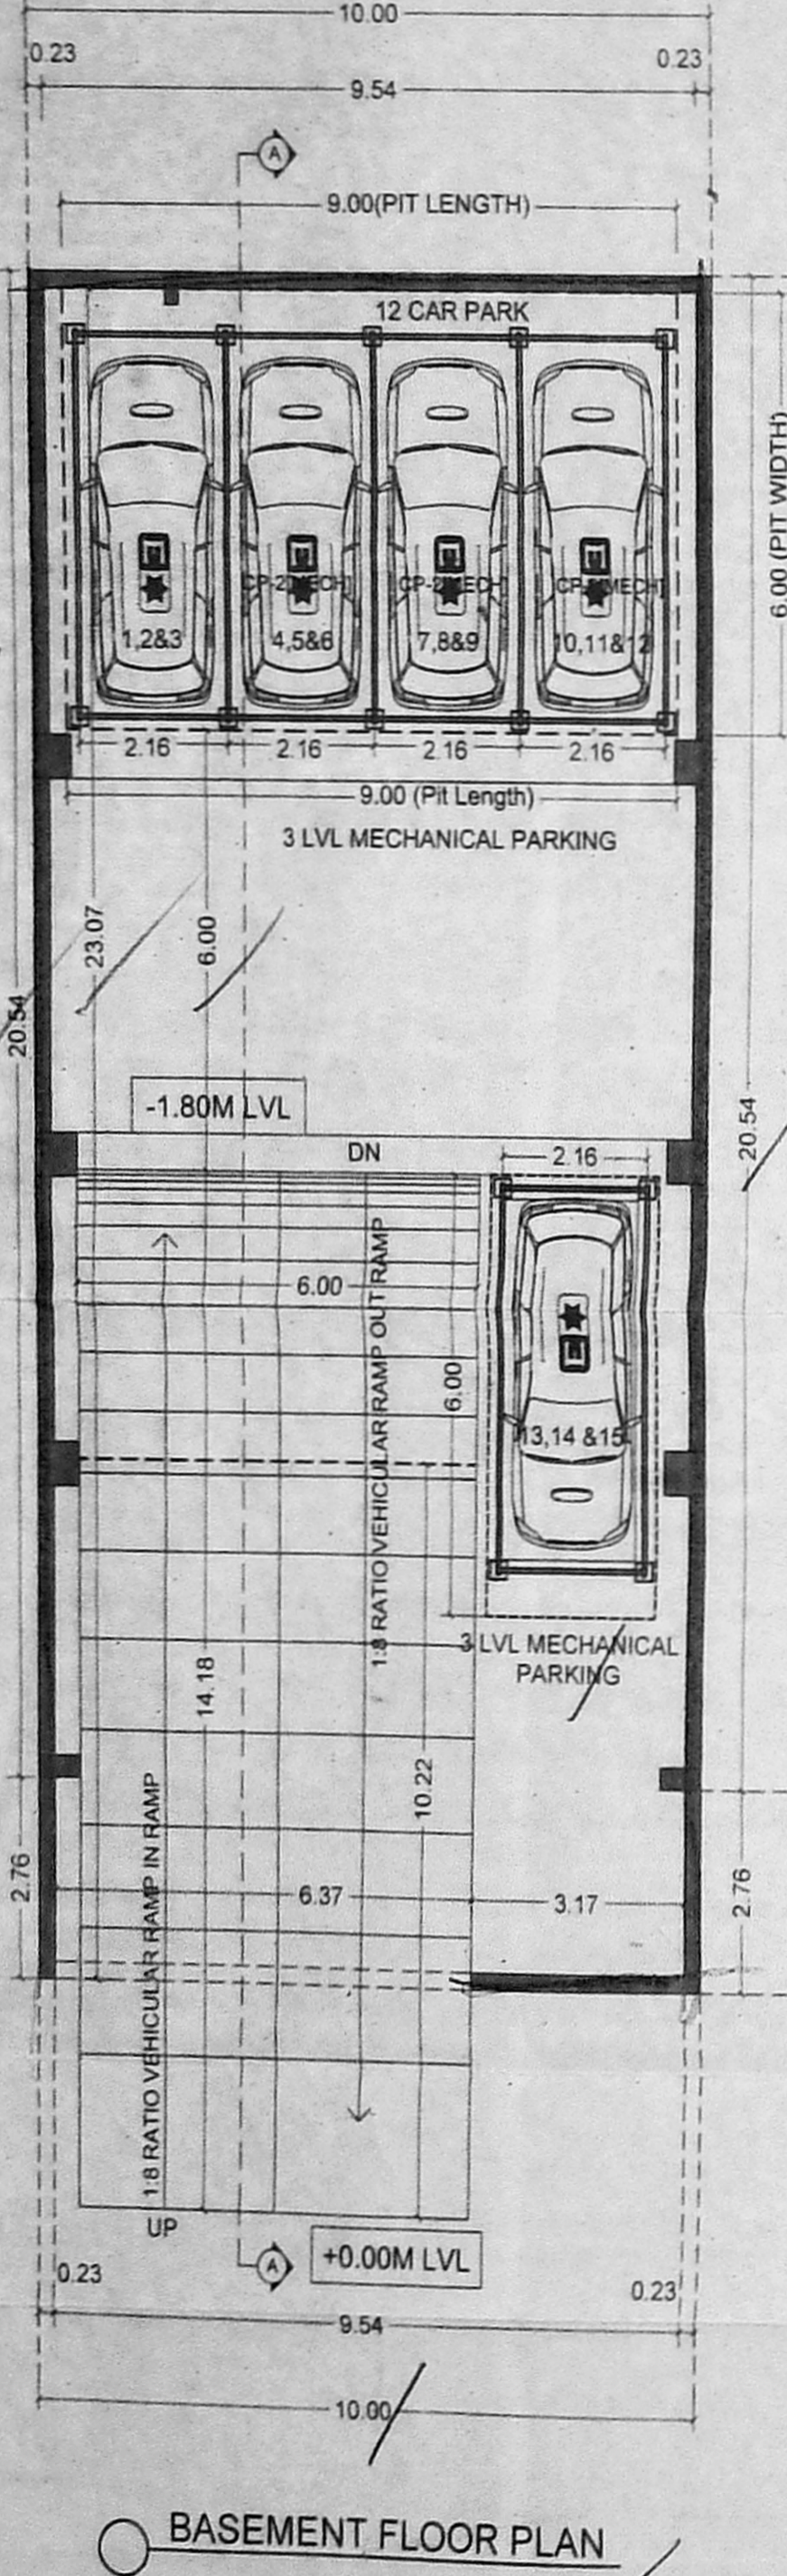 10.00
0.23
0.23
9.54
A
9.00(PIT LENGTH)
12 CAR PARK
6.00 (PIT WIDTH)
1,2&3
4,5&6
7,8&9
10,11&12
2.16
2.16
2.16
2.16
9.00 (Pit Length)
3 LVL MECHANICAL PARKING
23.07
6.00
20.54
20.54
-1.80M LVL
DN
2.16
6.00
1:8 RATIO VEHICULAR RAMP OUT RAMP
6.00
13,14 &15
3 LVL MECHANICAL
PARKING
14.18
10.22
1:8 RATIO VEHICULAR RAMP IN RAMP
2.76
6.37
3.17
2.76
UP
A
+0.00M LVL
0.23
0.23
9.54
10.00
BASEMENT FLOOR PLAN